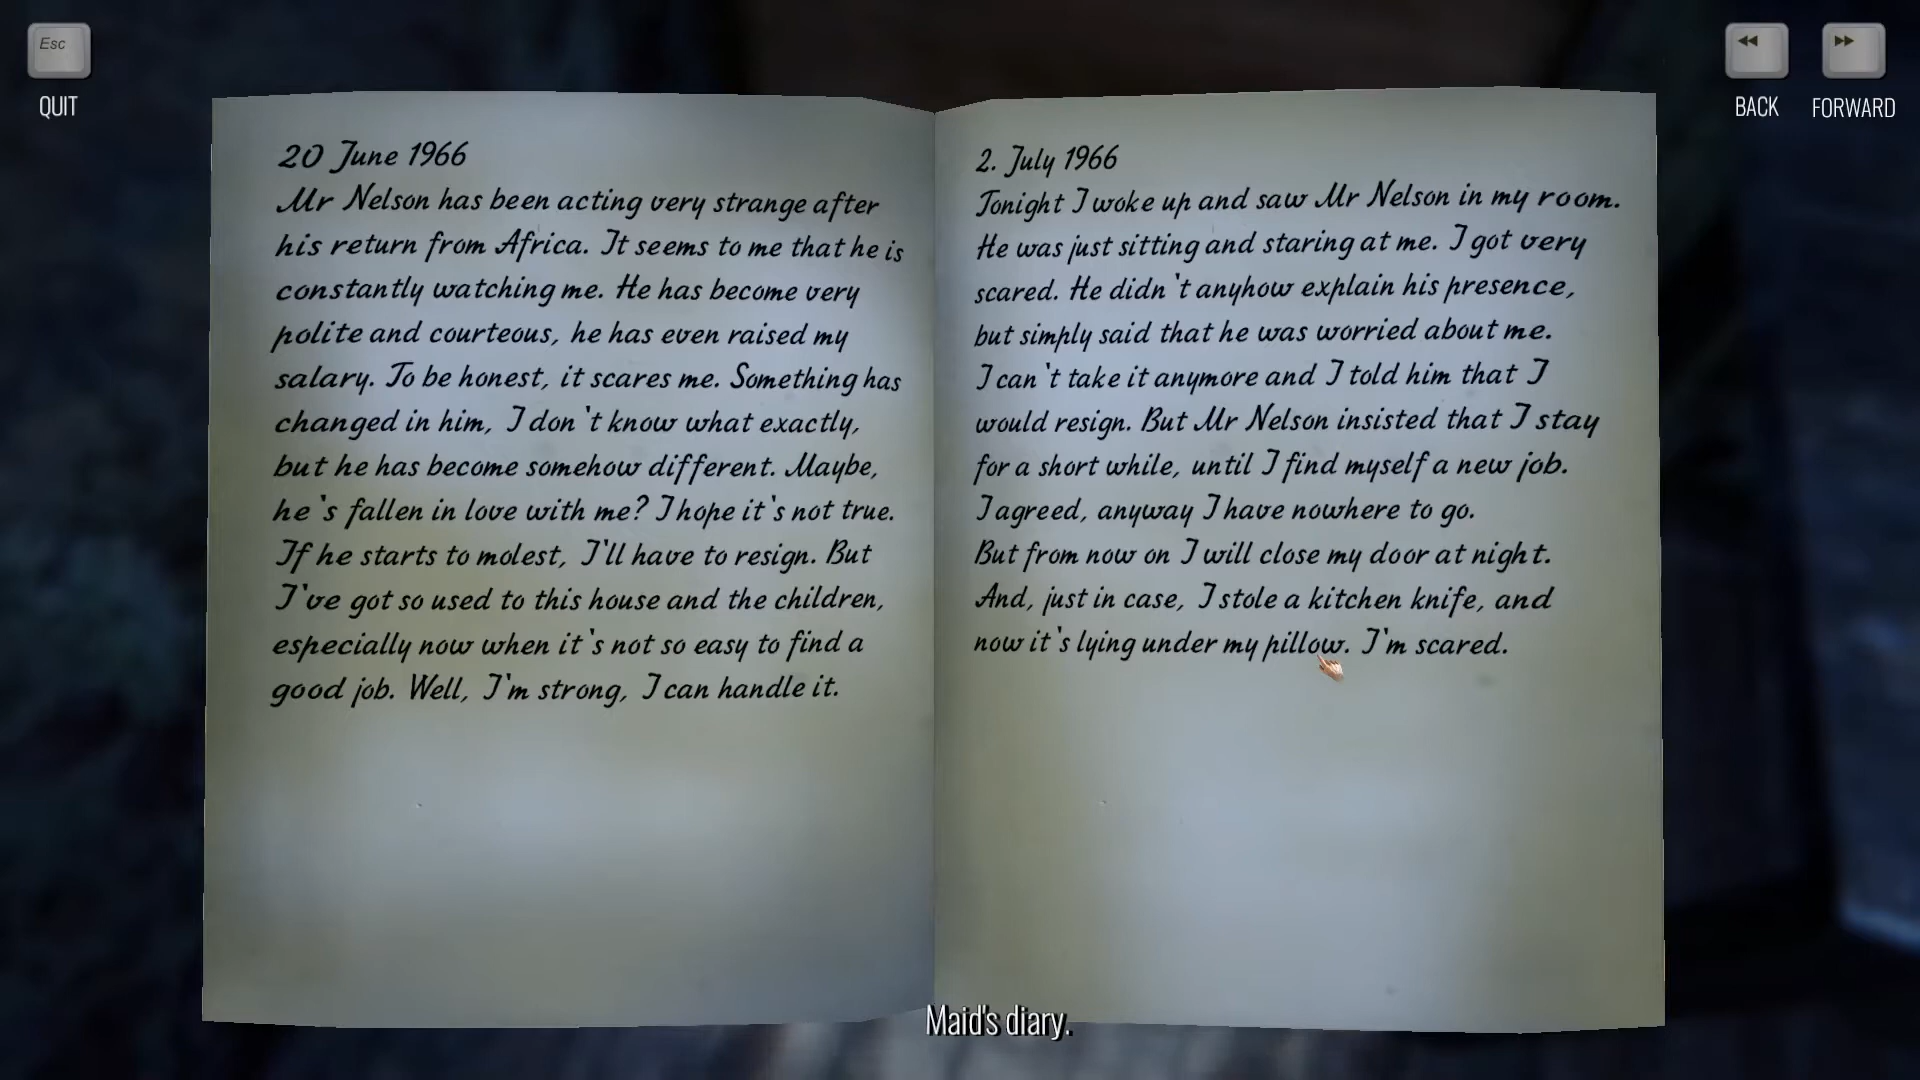 Esc
QUIT
BACK
FORWARD
20 June 1966
Mr Nelson has been acting very strange after
his return from Africa. It seems to me that he is
constantly watching me. He has become very
polite and courteous, he has even raised my
salary. To be honest, it scares me. Something has
changed in him, I don`t know what exactly,
but he has become somehow different. Maybe,
he`s fallen in love with me? I hope it`s not true.
If he starts to molest, I`ll have to resign. But
I`ve got so used to this house and the children,
especially now when it`s not so easy to find a
good job. Well, I`m strong, I can handle it.
2. July 1966
Tonight I woke up and saw Mr Nelson in my room.
He was just sitting and staring at me. I got very
scared. He didn`t anyhow explain his presence,
but simply said that he was worried about me.
I can`t take it anymore and I told him that I
would resign. But Mr Nelson insisted that I stay
for a short while, until I find myself a new job.
I agreed, anyway I have nowhere to go.
But from now on I will close my door at night.
And, just in case, I stole a kitchen knife, and
now it`s lying under my pillow. I`m scared.
Maid's diary.